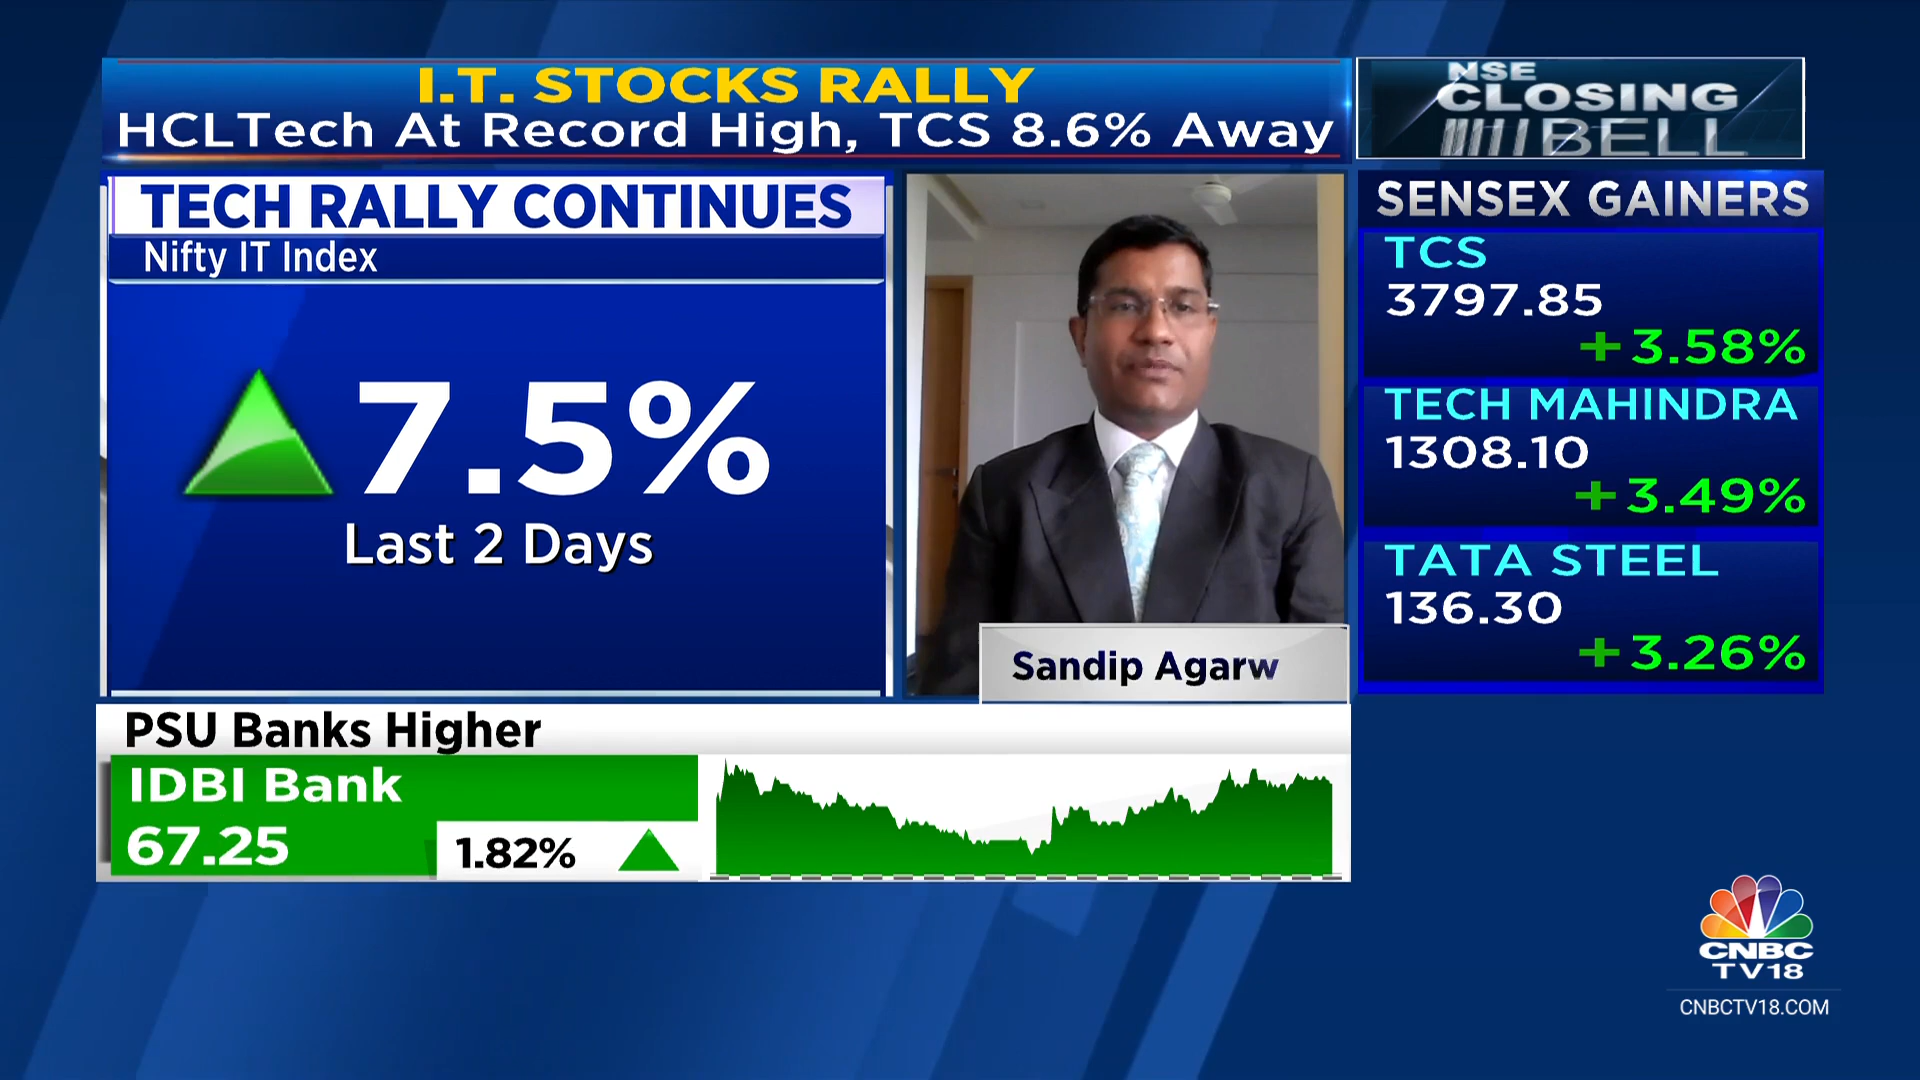 I.T. STOCKS RALLY
HCLTech At Record High, TCS 8.6% Away
NSE
CLOSING
BELL
TECH RALLY CONTINUES
Nifty IT Index
7.5%
Last 2 Days
Sandip Agarw
SENSEX GAINERS
TCS
3797.85
+3.58%
TECH MAHINDRA
1308.10
+3.49%
TATA STEEL
136.30
+3.26%
PSU Banks Higher
IDBI Bank
67.25
1.82%
CNBC
TV18
CNBCTV18.COM